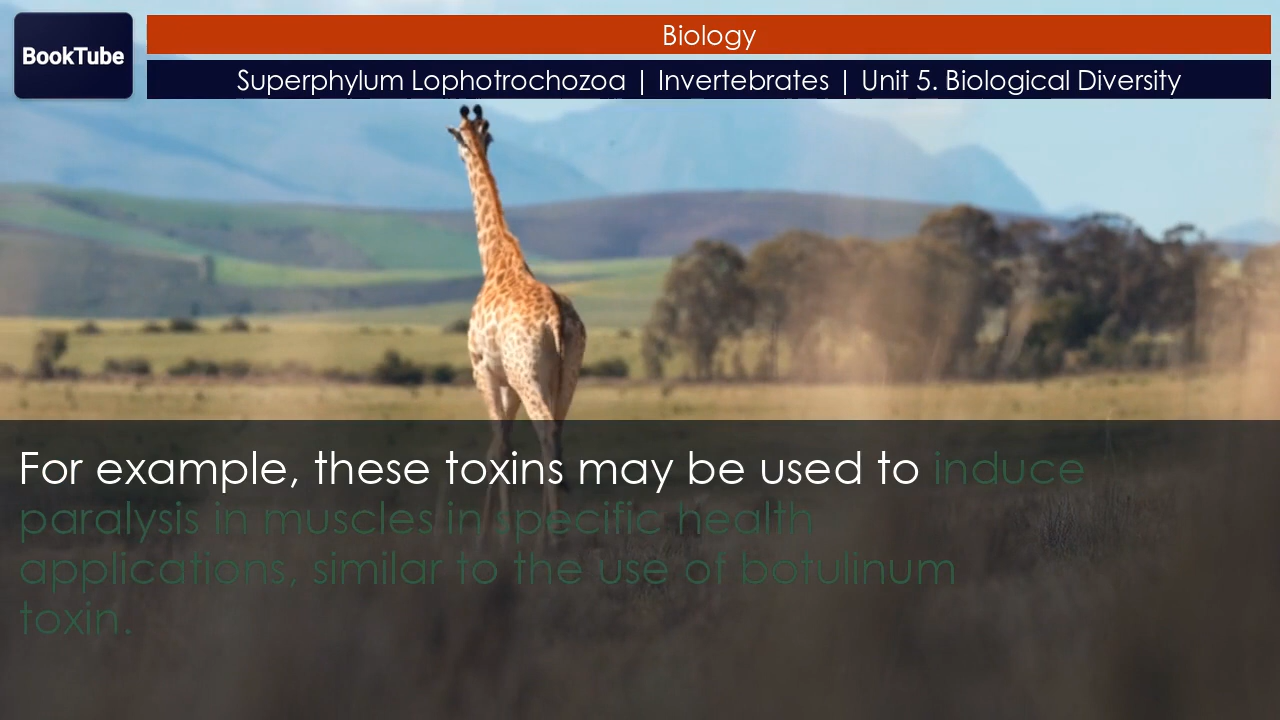 BookTube
Biology
Superphylum Lophotrochozoa | Invertebrates | Unit 5. Biological Diversity
For example, these toxins may be used to induce
paralysis in muscles in specific health
applications, similar to the use of botulinum
toxin.